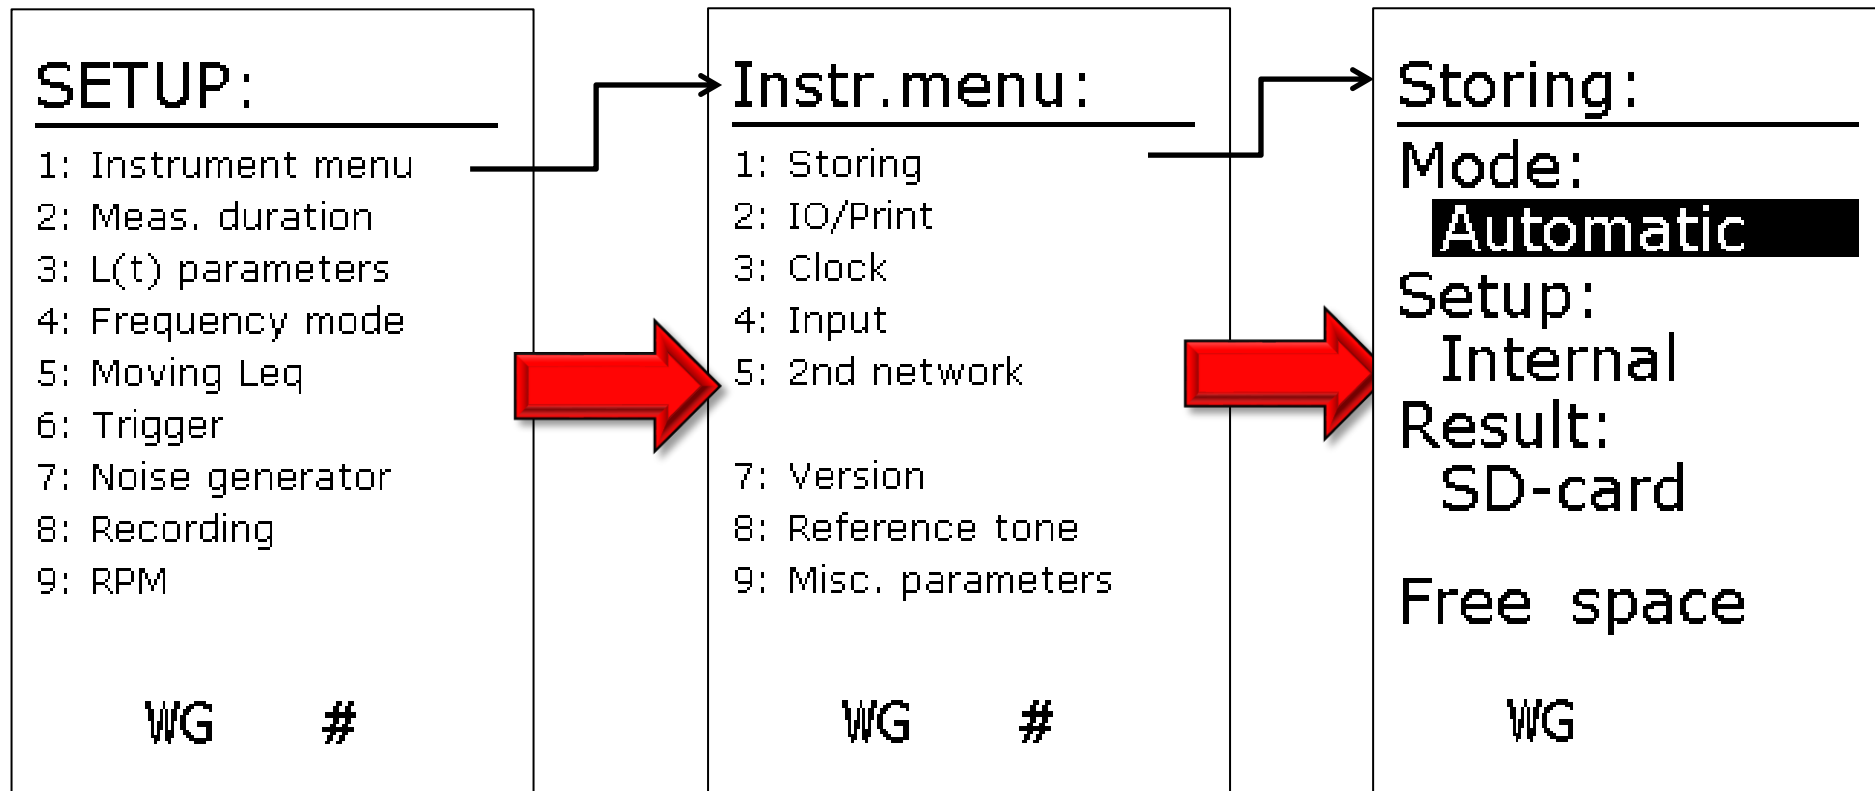 SETUP:
1: Instrument menu
2: Meas. duration
3: L(t) parameters
4: Frequency mode
5: Moving Leq
6: Trigger
7: Noise generator
8: Recording
9: RPM
WG #
Instr.menu:
1: Storing
2: IO/Print
3: Clock
4: Input
5: 2nd network
7: Version
8: Reference tone
9: Misc. parameters
WG #
Storing:
Mode:
Automatic
Setup:
Internal
Result:
SD-card
Free space
WG